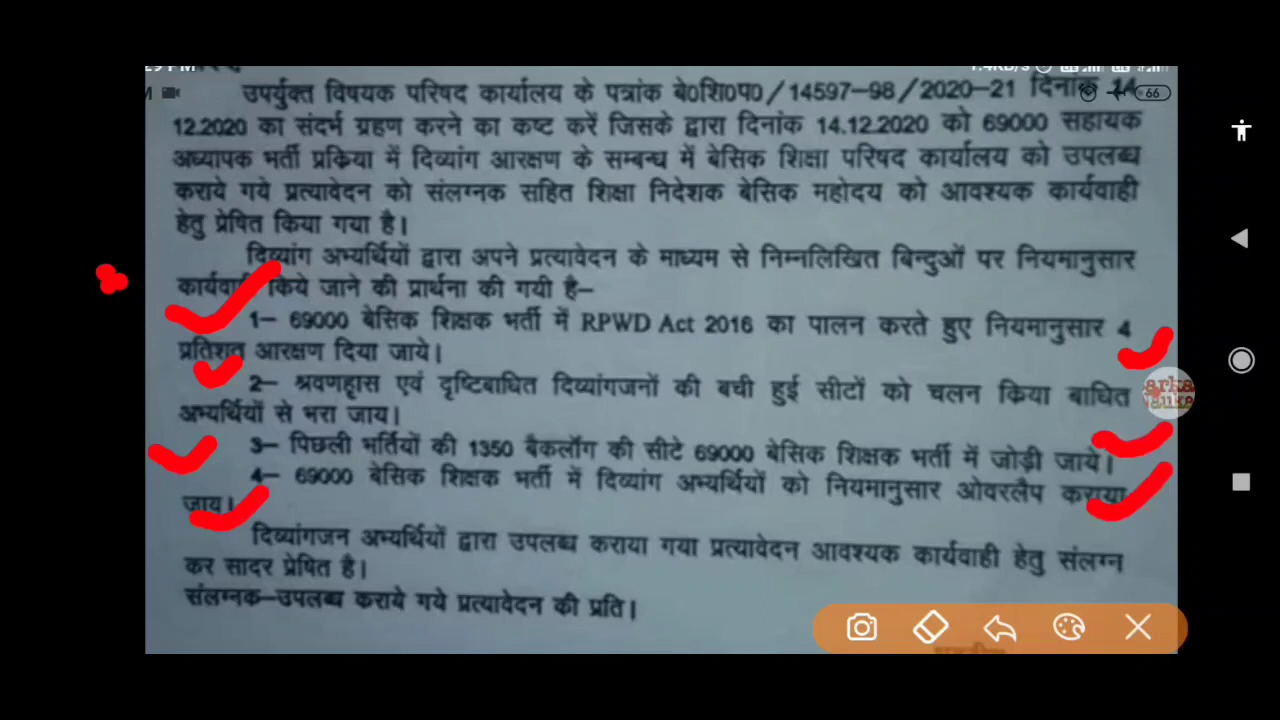 उपर्युक्त विषयक परिषद कार्यालय के पत्रांक बे0शि0प0/14597-98/2020-21 दिनांक 14
12.2020 का संदर्भ ग्रहण करने का कष्ट करें जिसके द्वारा दिनांक 14.12.2020 को 69000 सहायक
अध्यापक भर्ती प्रक्रिया में दिव्यांग आरक्षण के सम्बन्ध में बेसिक शिक्षा परिषद कार्यालय को उपलब्ध
कराये गये प्रत्यावेदन को संलग्नक सहित शिक्षा निदेशक बेसिक महोदय को आवश्यक कार्यवाही
हेतु प्रेषित किया गया है।
दिव्यांग अभ्यर्थियों द्वारा अपने प्रत्यावेदन के माध्यम से निम्नलिखित बिन्दुओं पर नियमानुसार
कार्यवाही किये जाने की प्रार्थना की गयी है–
1– 69000 बेसिक शिक्षक भर्ती में RPWD Act 2016 का पालन करते हुए नियमानुसार 4
प्रतिशत आरक्षण दिया जाये।
2– श्रवणह्रास एवं दृष्टिबाधित दिव्यांगजनों की बची हुई सीटों को चलन किया बाधित
अभ्यर्थियों से भरा जाय।
3– पिछली भर्तियों की 1350 बैकलॉग की सीटे 69000 बेसिक शिक्षक भर्ती में जोड़ी जाये।
4– 69000 बेसिक शिक्षक भर्ती में दिव्यांग अभ्यर्थियों को नियमानुसार ओवरलैप कराया
जाय।
दिव्यांगजन अभ्यर्थियों द्वारा उपलब्ध कराया गया प्रत्यावेदन आवश्यक कार्यवाही हेतु संलग्न
कर सादर प्रेषित है।
संलग्नक–उपलब्ध कराये गये प्रत्यावेदन की प्रति।
66